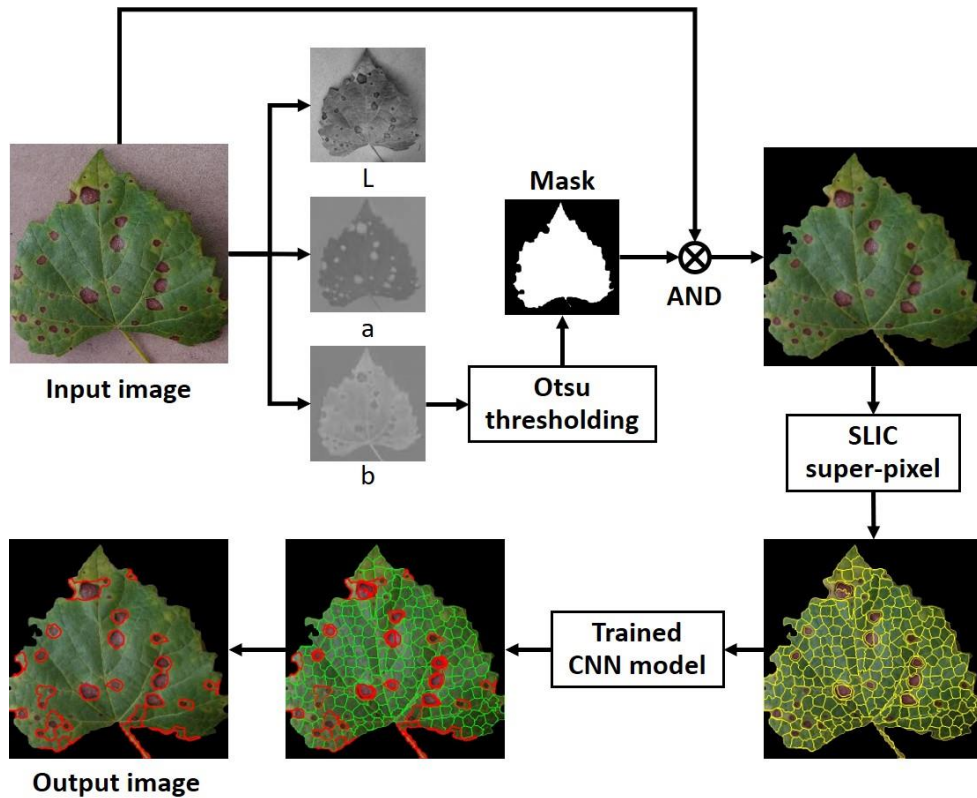 L
Mask
a
AND
Input image
Otsu
thresholding
b
SLIC
super-pixel
Trained
CNN model
Output image